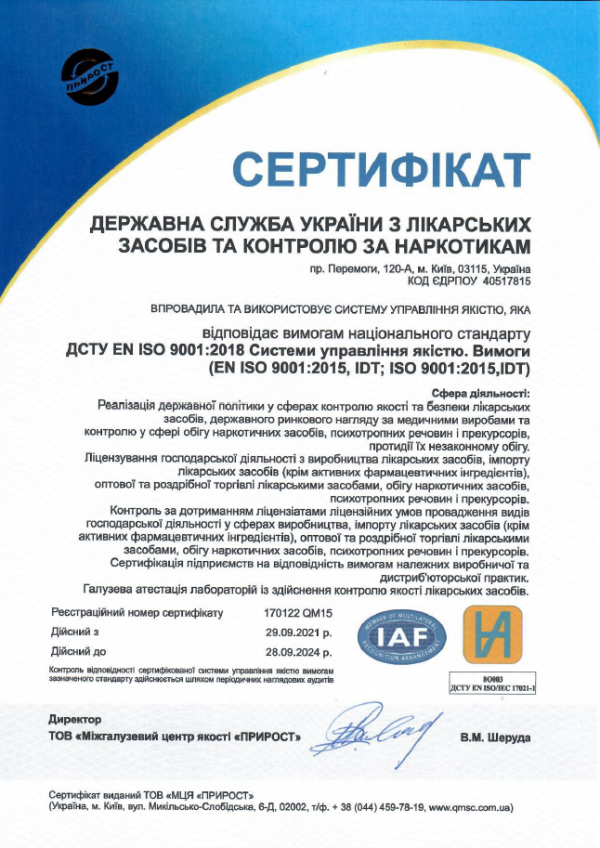 ПРИРОСТ
СЕРТИФІКАТ
ДЕРЖАВНА СЛУЖБА УКРАЇНИ З ЛІКАРСЬКИХ
ЗАСОБІВ ТА КОНТРОЛЮ ЗА НАРКОТИКАМ
пр. Перемоги, 120-А, м. Київ, 03115, Україна
КОД ЄДРПОУ 40517815
ВПРОВАДИЛА ТА ВИКОРИСТОВУЄ СИСТЕМУ УПРАВЛІННЯ ЯКІСТЮ, ЯКА
відповідає вимогам національного стандарту
ДСТУ EN ISO 9001:2018 Системи управління якістю. Вимоги
(EN ISO 9001:2015, IDT; ISO 9001:2015,IDT)
Сфера діяльності:
Реалізація державної політики у сферах контролю якості та безпеки лікарських
засобів, державного ринкового нагляду за медичними виробами та
контролю у сфері обігу наркотичних засобів, психотропних речовин і прекурсорів,
протидії їх незаконному обігу.
Ліцензування господарської діяльності з виробництва лікарських засобів, імпорту
лікарських засобів (крім активних фармацевтичних інгредієнтів),
оптової та роздрібної торгівлі лікарськими засобами, обігу наркотичних засобів,
психотропних речовин і прекурсорів.
Контроль за дотриманням ліцензіатами ліцензійних умов провадження видів
господарської діяльності у сферах виробництва, імпорту лікарських засобів (крім
активних фармацевтичних інгредієнтів), оптової та роздрібної торгівлі лікарськими
засобами, обігу наркотичних засобів, психотропних речовин і прекурсорів.
Сертифікація підприємств на відповідність вимогам належних виробничої та
дистриб'юторської практик.
Галузева атестація лабораторій із здійснення контролю якості лікарських засобів.
Реєстраційний номер сертифікату 170122 QM15
Дійсний з 29.09.2021 р.
Дійсний до 28.09.2024 р.
MEMBER OF MULTILATERAL
IAF
RECOGNITION ARRANGEMENT
8О003
ДСТУ EN ISO/IEC 17021-1
Контроль відповідності сертифікованої системи управління якістю вимогам
зазначеного стандарту здійснюється шляхом періодичних наглядових аудитів
Директор
ТОВ «Міжгалузевий центр якості «ПРИРОСТ» В.М. Шеруда
Сертифікат виданий ТОВ «МЦЯ «ПРИРОСТ»
(Україна, м. Київ, вул. Микільсько-Слобідська, 6-Д, 02002, т/ф. + 38 (044) 459-78-19, www.qmsc.com.ua)